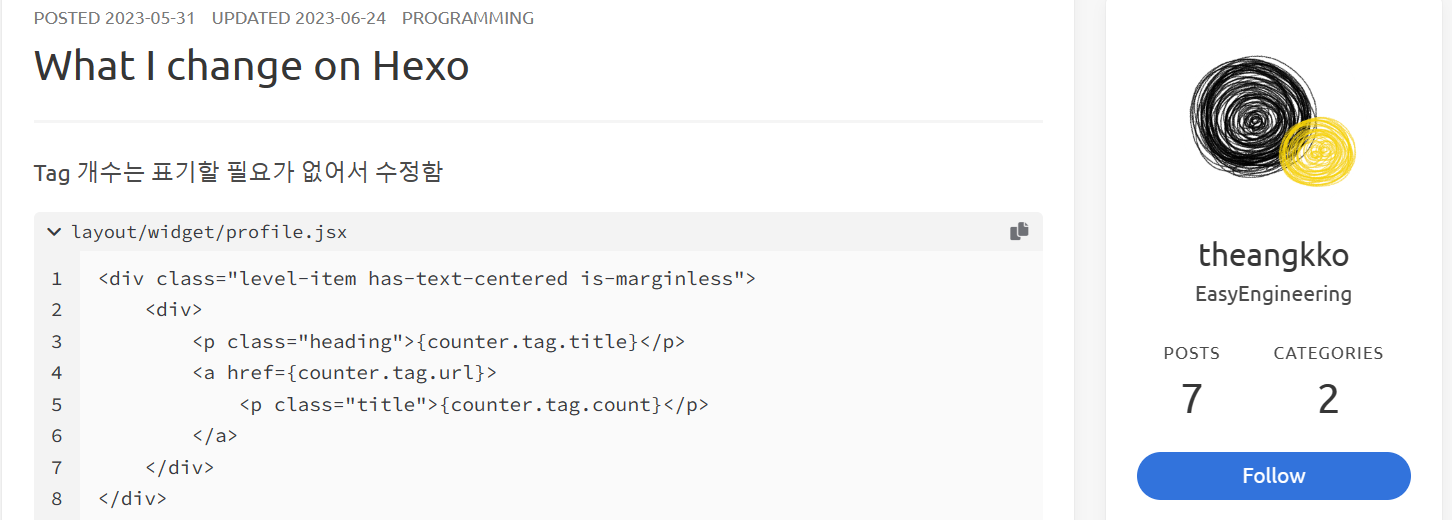 POSTED 2023-05-31 UPDATED 2023-06-24 PROGRAMMING
What I change on Hexo
Tag 개수는 표기할 필요가 없어서 수정함
layout/widget/profile.jsx
1 <div class="level-item has-text-centered is-marginless">
2     <div>
3         <p class="heading">{counter.tag.title}</p>
4         <a href={counter.tag.url}>
5             <p class="title">{counter.tag.count}</p>
6         </a>
7     </div>
8 </div>
theangkko
EasyEngineering
POSTS CATEGORIES
7 2
Follow